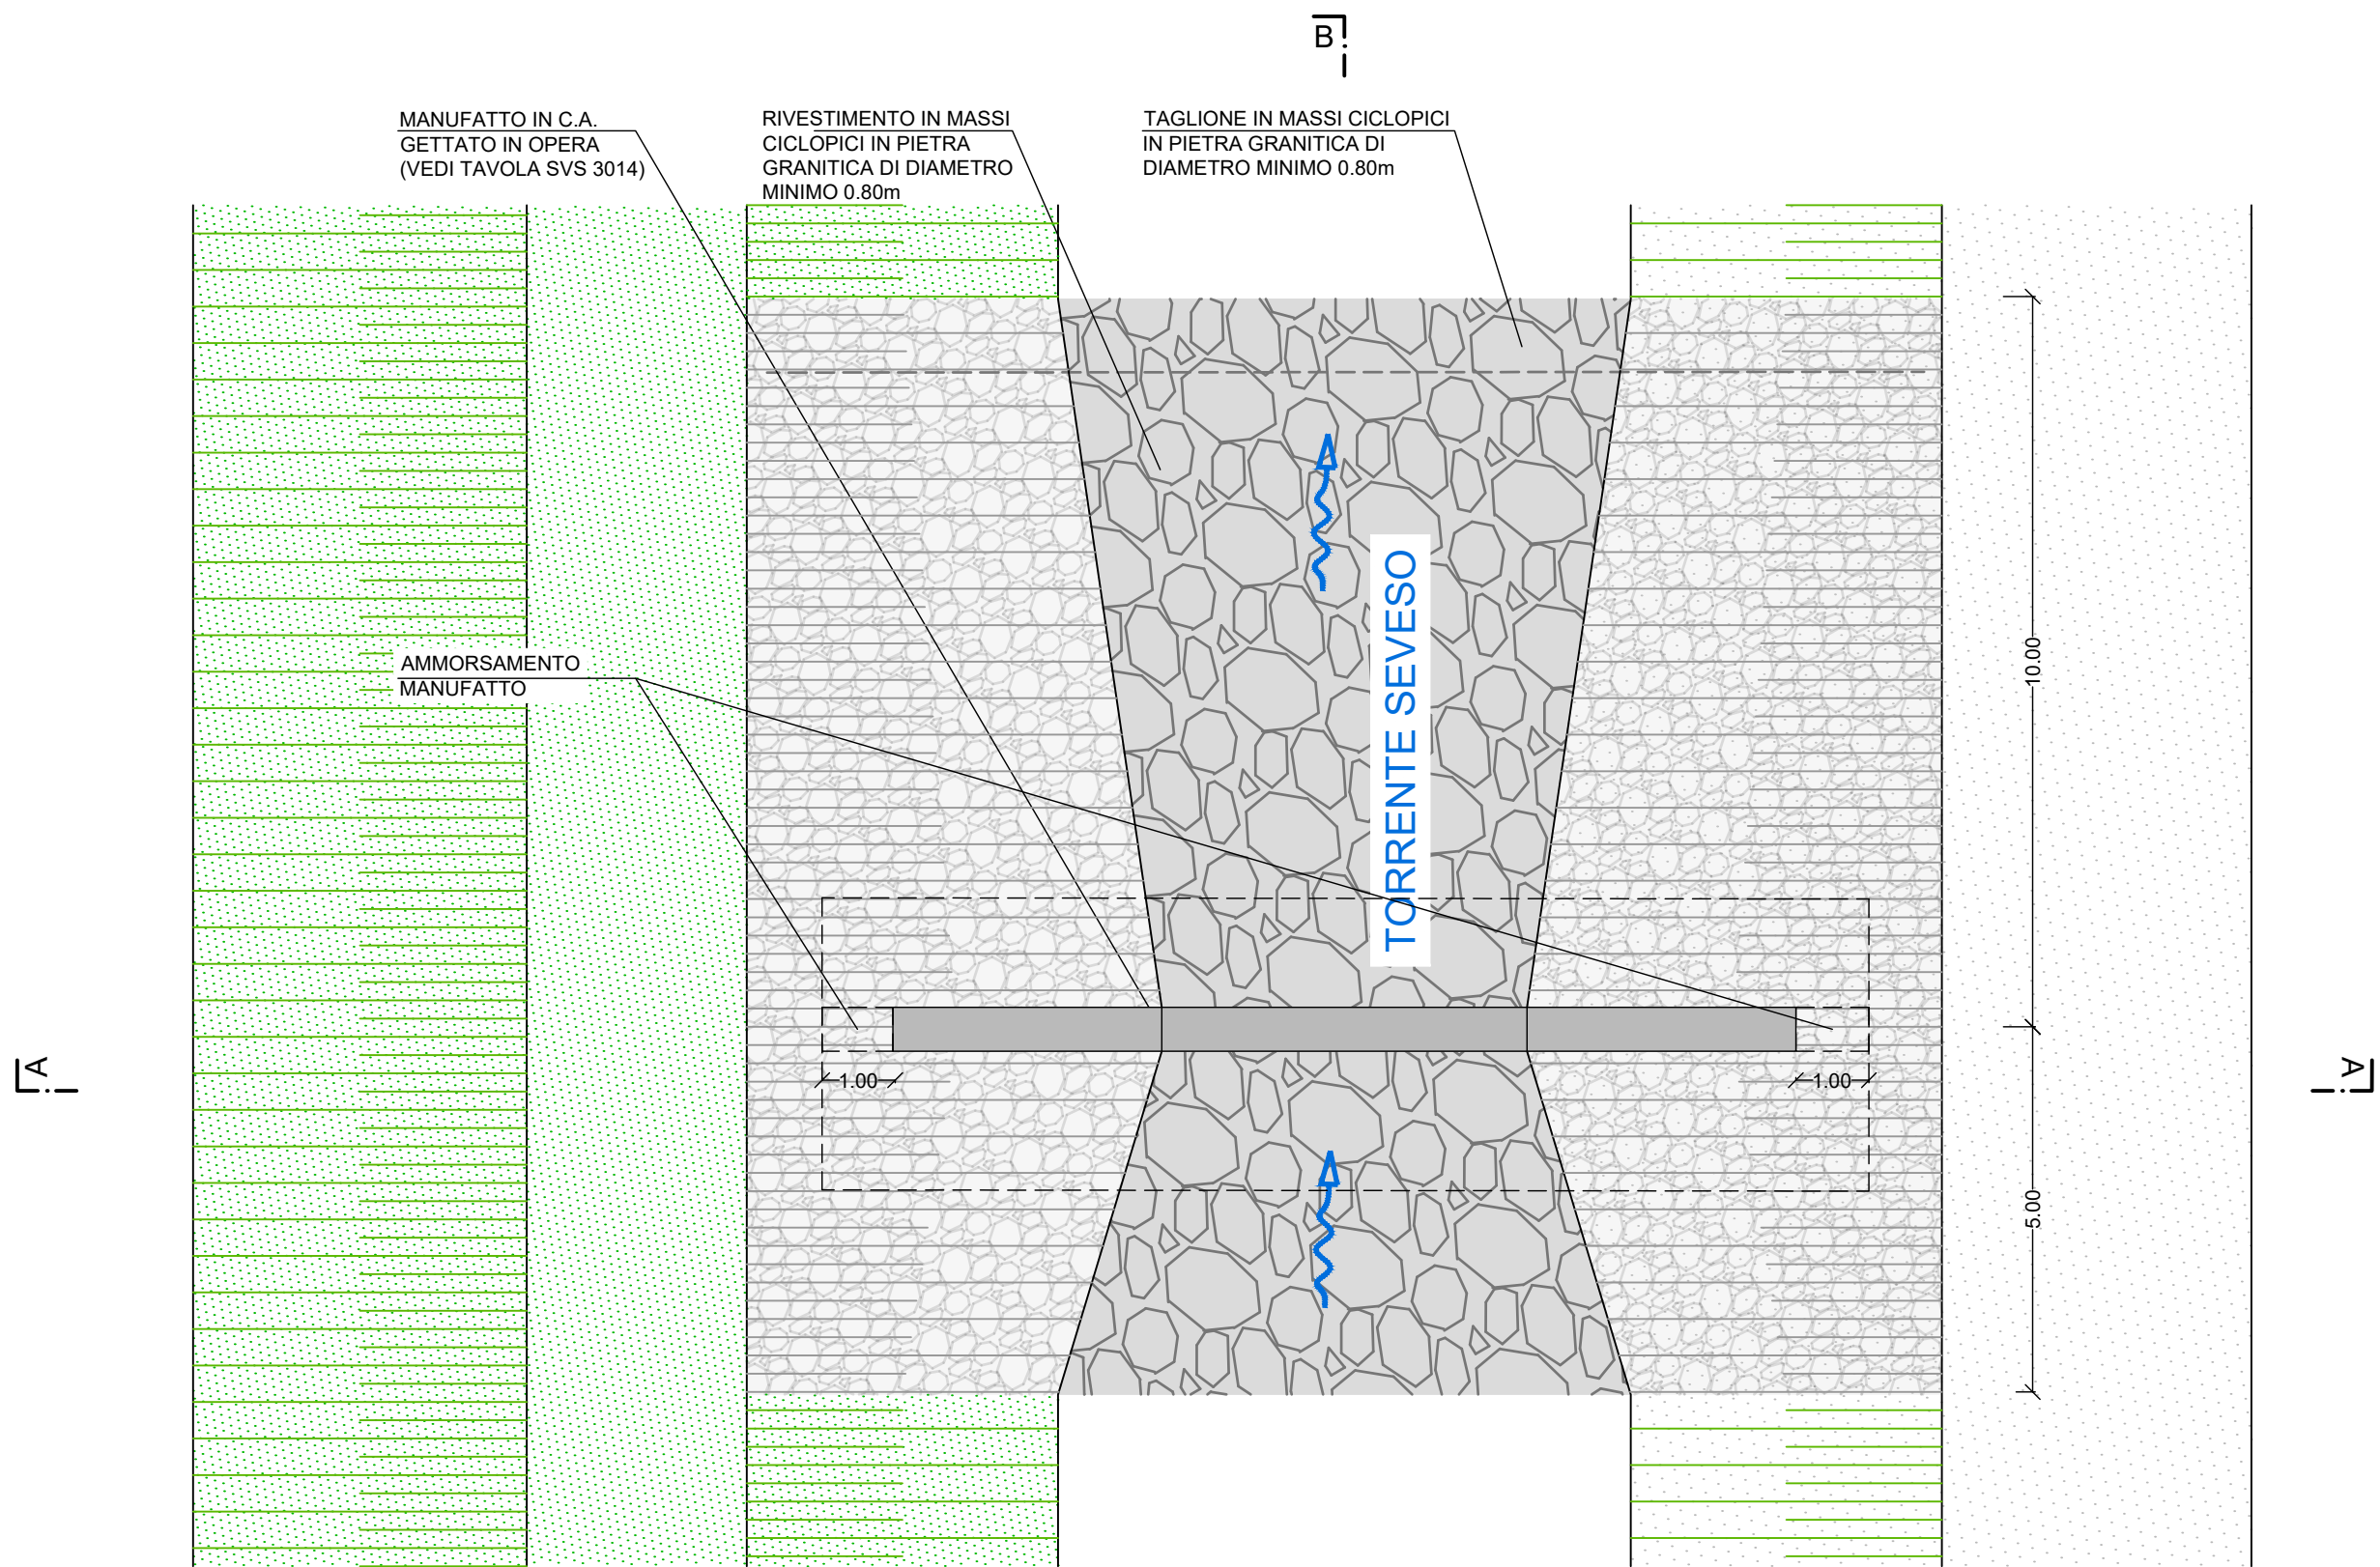 B
MANUFATTO IN C.A.
GETTATO IN OPERA
(VEDI TAVOLA SVS 3014)
RIVESTIMENTO IN MASSI
CICLOPICI IN PIETRA
GRANITICA DI DIAMETRO
MINIMO 0.80m
TAGLIONE IN MASSI CICLOPICI
IN PIETRA GRANITICA DI
DIAMETRO MINIMO 0.80m
AMMORSAMENTO
MANUFATTO
TORRENTE SEVESO
10.00
A
1.00
1.00
A
5.00